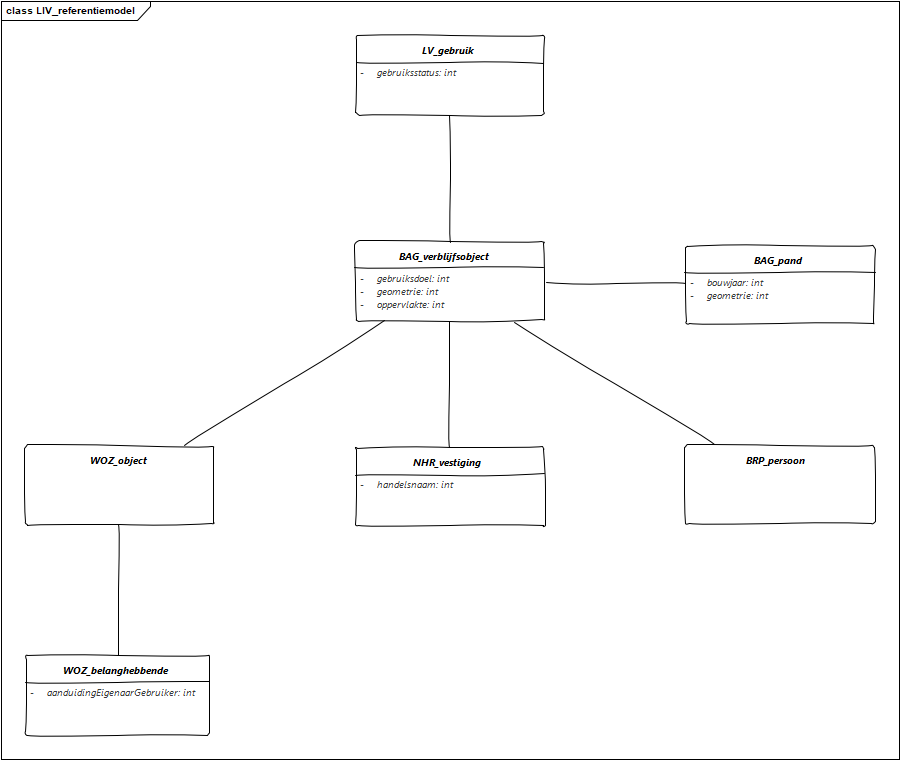 class LIV_referentiemodel
LV_gebruik
- gebruiksstatus: int
BAG_verblijfsobject
- gebruiksdoel: int
- geometrie: int
- oppervlakte: int
BAG_pand
- bouwjaar: int
- geometrie: int
WOZ_object
NHR_vestiging
- handelsnaam: int
BRP_persoon
WOZ_belanghebbende
- aanduidingEigenaarGebruiker: int